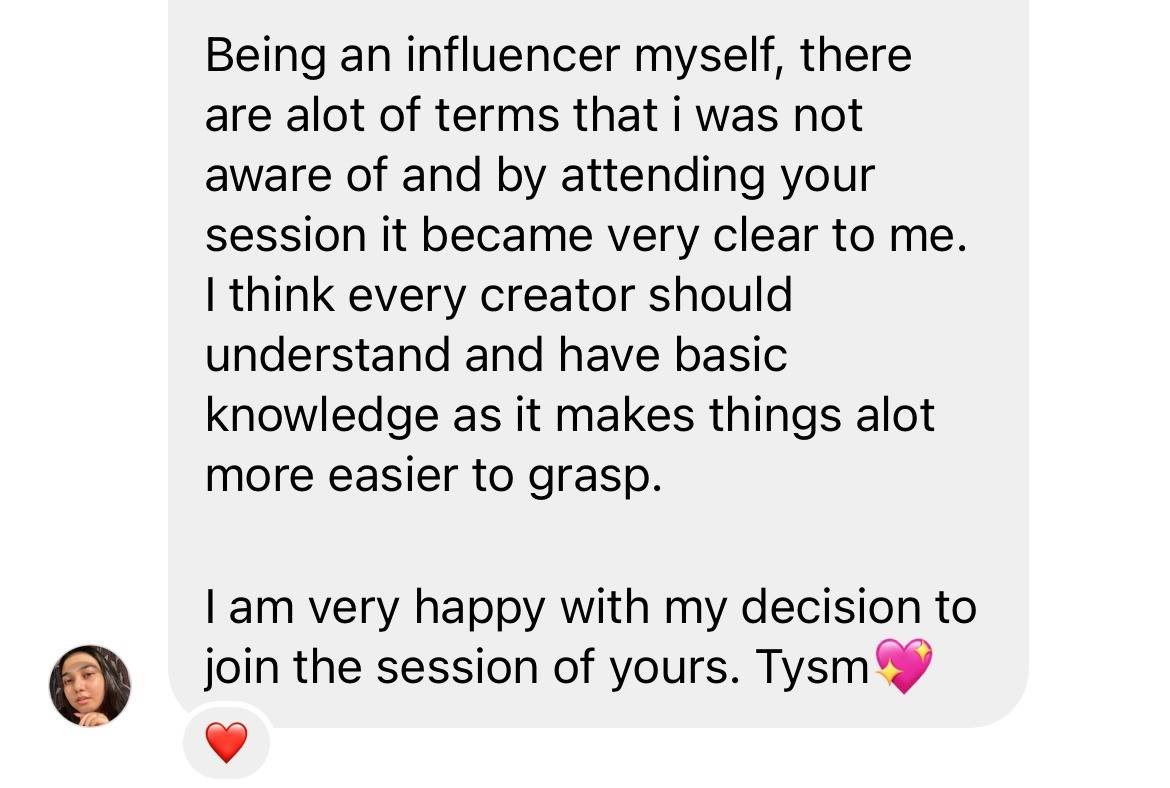 Being an influencer myself, there
are alot of terms that i was not
aware of and by attending your
session it became very clear to me.
I think every creator should
understand and have basic
knowledge as it makes things alot
more easier to grasp.
I am very happy with my decision to
join the session of yours. Tysm💖